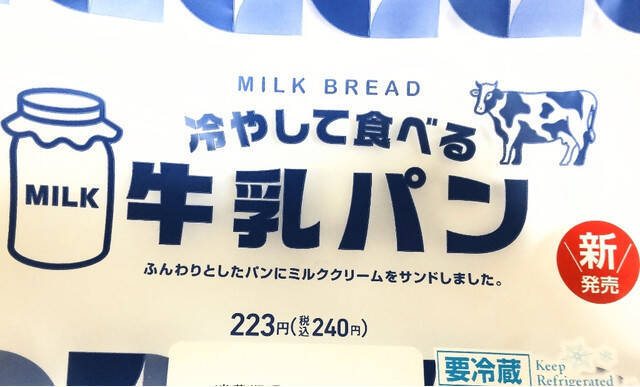 MILK BREAD
冷やして食べる
MILK
牛乳パン
ふんわりとしたパンにミルククリームをサンドしました。
新
発売
223円(税込240円)
要冷蔵
Keep
Refrigerated